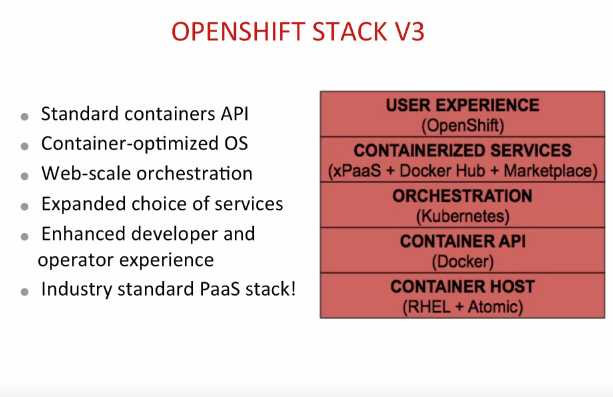 OPENSHIFT STACK V3
Standard containers API
Container-optimized OS
Web-scale orchestration
Expanded choice of services
Enhanced developer and
operator experience
Industry standard PaaS stack!
USER EXPERIENCE
(OpenShift)
CONTAINERIZED SERVICES
(xPaaS + Docker Hub + Marketplace)
ORCHESTRATION
(Kubernetes)
CONTAINER API
(Docker)
CONTAINER HOST
(RHEL + Atomic)